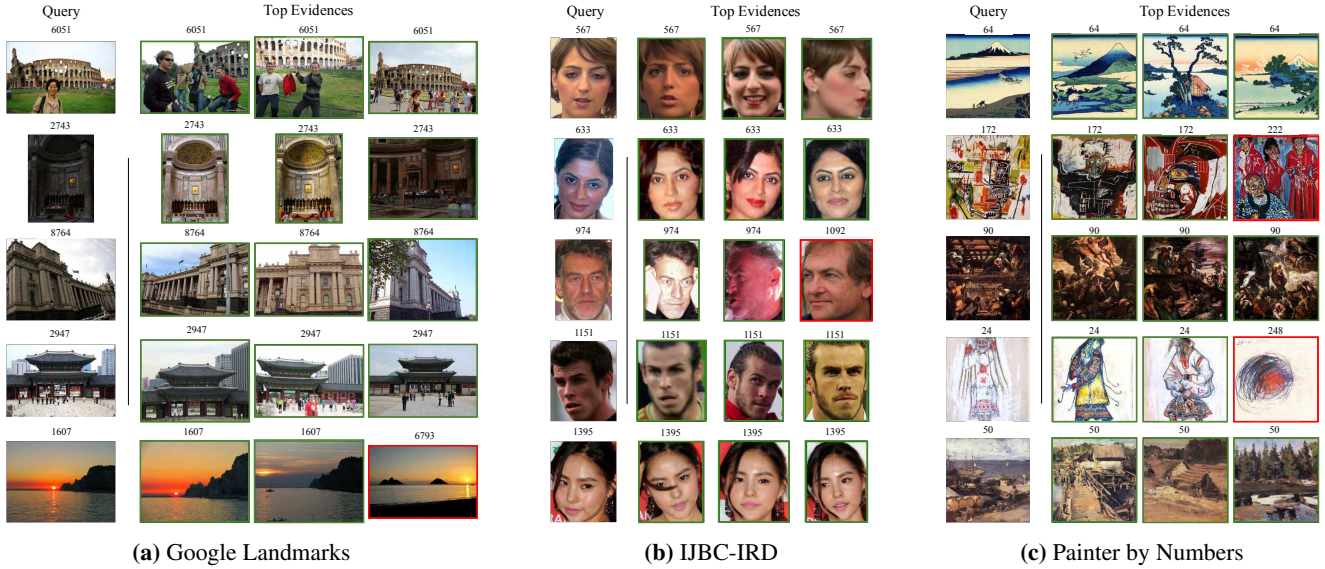 Query Top Evidences
6051 6051 6051 6051
2743 2743 2743 2743
8764 8764 8764 8764
2947 2947 2947 2947
1607 1607 1607 6793
(a) Google Landmarks
Query Top Evidences
567 567 567 567
633 633 633 633
974 974 974 1092
1151 1151 1151 1151
1395 1395 1395 1395
(b) IJBC-IRD
Query Top Evidences
64 64 64 64
172 172 172 222
90 90 90 90
24 24 24 248
50 50 50 50
(c) Painter by Numbers